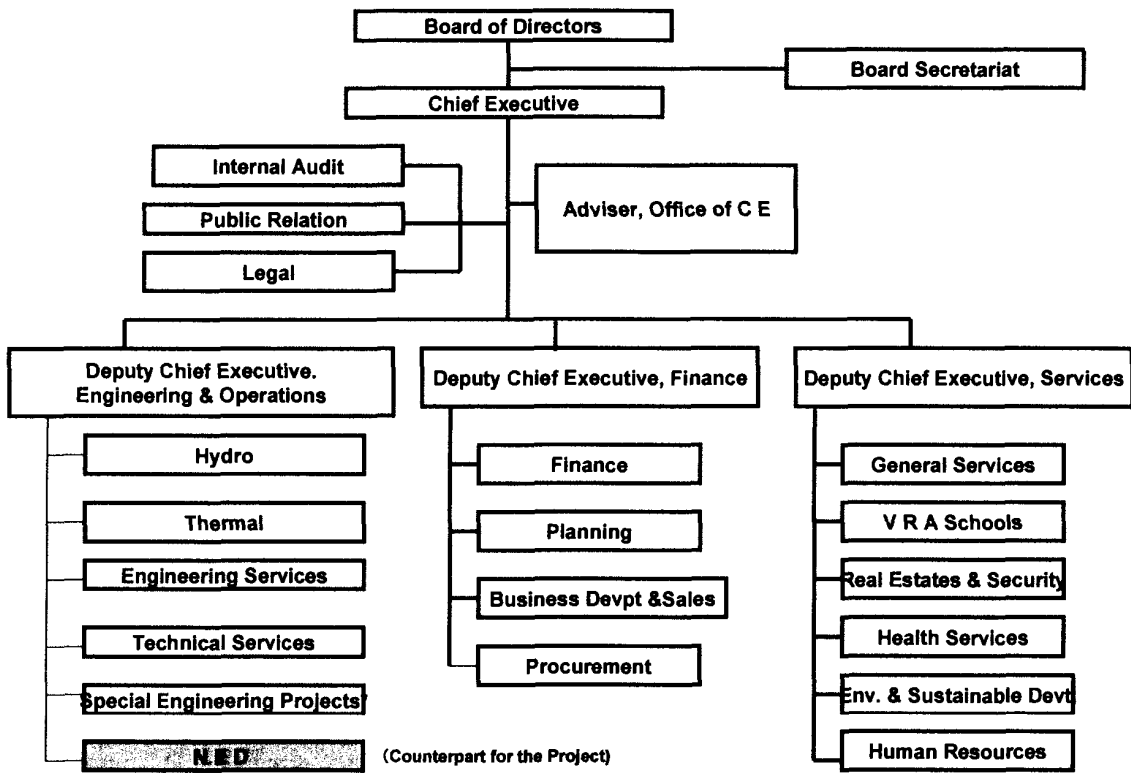 Board of Directors
Board Secretariat
Chief Executive
Internal Audit
Adviser, Office of C E
Public Relation
Legal
Deputy Chief Executive.
Engineering & Operations
Hydro
Thermal
Engineering Services
Technical Services
Special Engineering Projects
N.E D
(Counterpart for the Project)
Deputy Chief Executive, Finance
Finance
Planning
Business Devpt &Sales
Procurement
Deputy Chief Executive, Services
General Services
V R A Schools
Real Estates & Security
Health Services
Env. & Sustainable Devt.
Human Resources